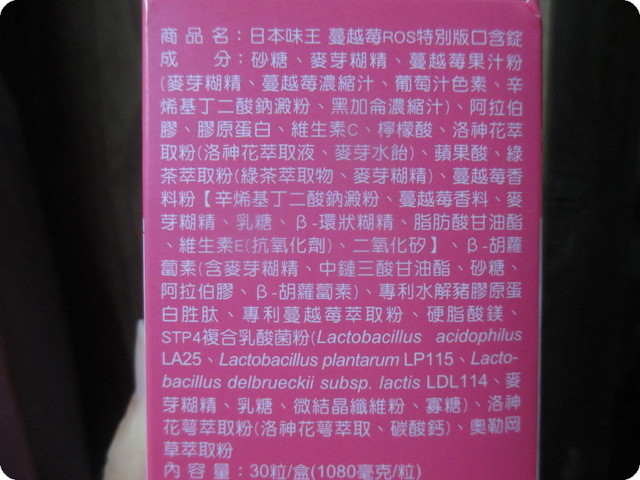 商品名：日本味王 蔓越莓ROS特別版口含錠
成　分：砂糖、麥芽糊精、蔓越莓果汁粉
(麥芽糊精、蔓越莓濃縮汁、葡萄汁色素、辛
烯基丁二酸鈉澱粉、黑加侖濃縮汁)、阿拉伯
膠、膠原蛋白、維生素C、檸檬酸、洛神花萃
取粉(洛神花萃取液、麥芽水飴)、蘋果酸、綠
茶萃取粉(綠茶萃取物、麥芽糊精)、蔓越莓香
料粉【辛烯基丁二酸鈉澱粉、蔓越莓香料、麥
芽糊精、乳糖、β-環狀糊精、脂肪酸甘油酯
、維生素E(抗氧化劑)、二氧化矽】、β-胡蘿
蔔素(含麥芽糊精、中鏈三酸甘油酯、砂糖、
阿拉伯膠、β-胡蘿蔔素)、專利水解豬膠原蛋
白胜肽、專利蔓越莓萃取粉、硬脂酸鎂、
STP4複合乳酸菌粉(Lactobacillus acidophilus
LA25、Lactobacillus plantarum LP115、Lacto-
bacillus delbrueckii subsp. lactis LDL114、麥
芽糊精、乳糖、微結晶纖維粉、寡糖)、洛神
花萼萃取粉(洛神花萼萃取、碳酸鈣)、奧勒岡
草萃取粉
內容量：30粒/盒(1080毫克/粒)